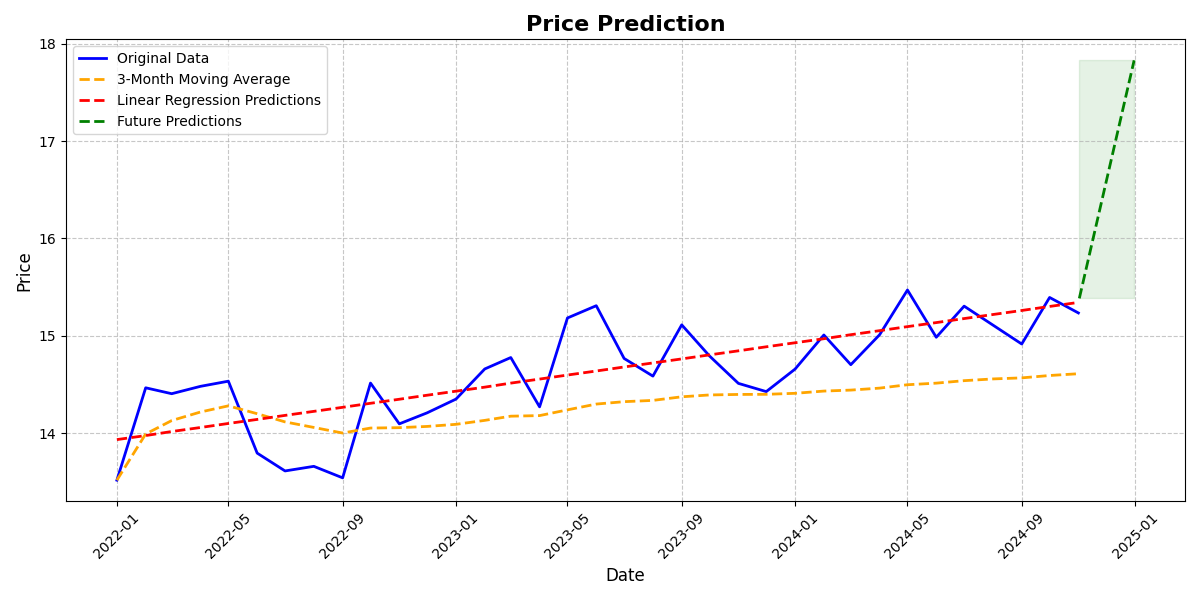 Price Prediction
Original Data
3-Month Moving Average
Linear Regression Predictions
Future Predictions
18
17
16
15
14
Price
2022-01
2022-05
2022-09
2023-01
2023-05
2023-09
2024-01
2024-05
2024-09
2025-01
Date